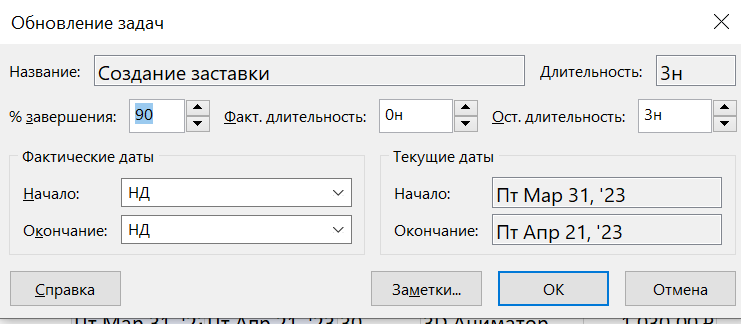 Обновление задач
Название: Создание заставки Длительность: 3н
% завершения: 90 Факт. длительность: 0н Ост. длительность: 3н
Фактические даты Текущие даты
Начало: НД Начало: Пт Мар 31, '23
Окончание: НД Окончание: Пт Апр 21, '23
Справка Заметки... ОК Отмена